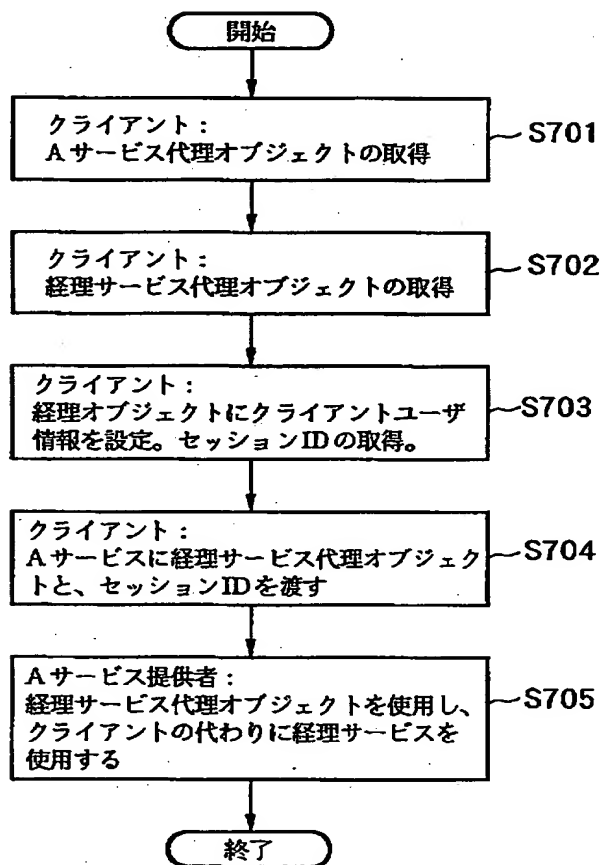 開始
クライアント:
Aサービス代理オブジェクトの取得
S701
クライアント:
経理サービス代理オブジェクトの取得
S702
クライアント:
経理オブジェクトにクライアントユーザ
情報を設定。セッションIDの取得。
S703
クライアント:
Aサービスに経理サービス代理オブジェク
トと、セッションIDを渡す
S704
Aサービス提供者:
経理サービス代理オブジェクトを使用し、
クライアントの代わりに経理サービスを
使用する
S705
終了